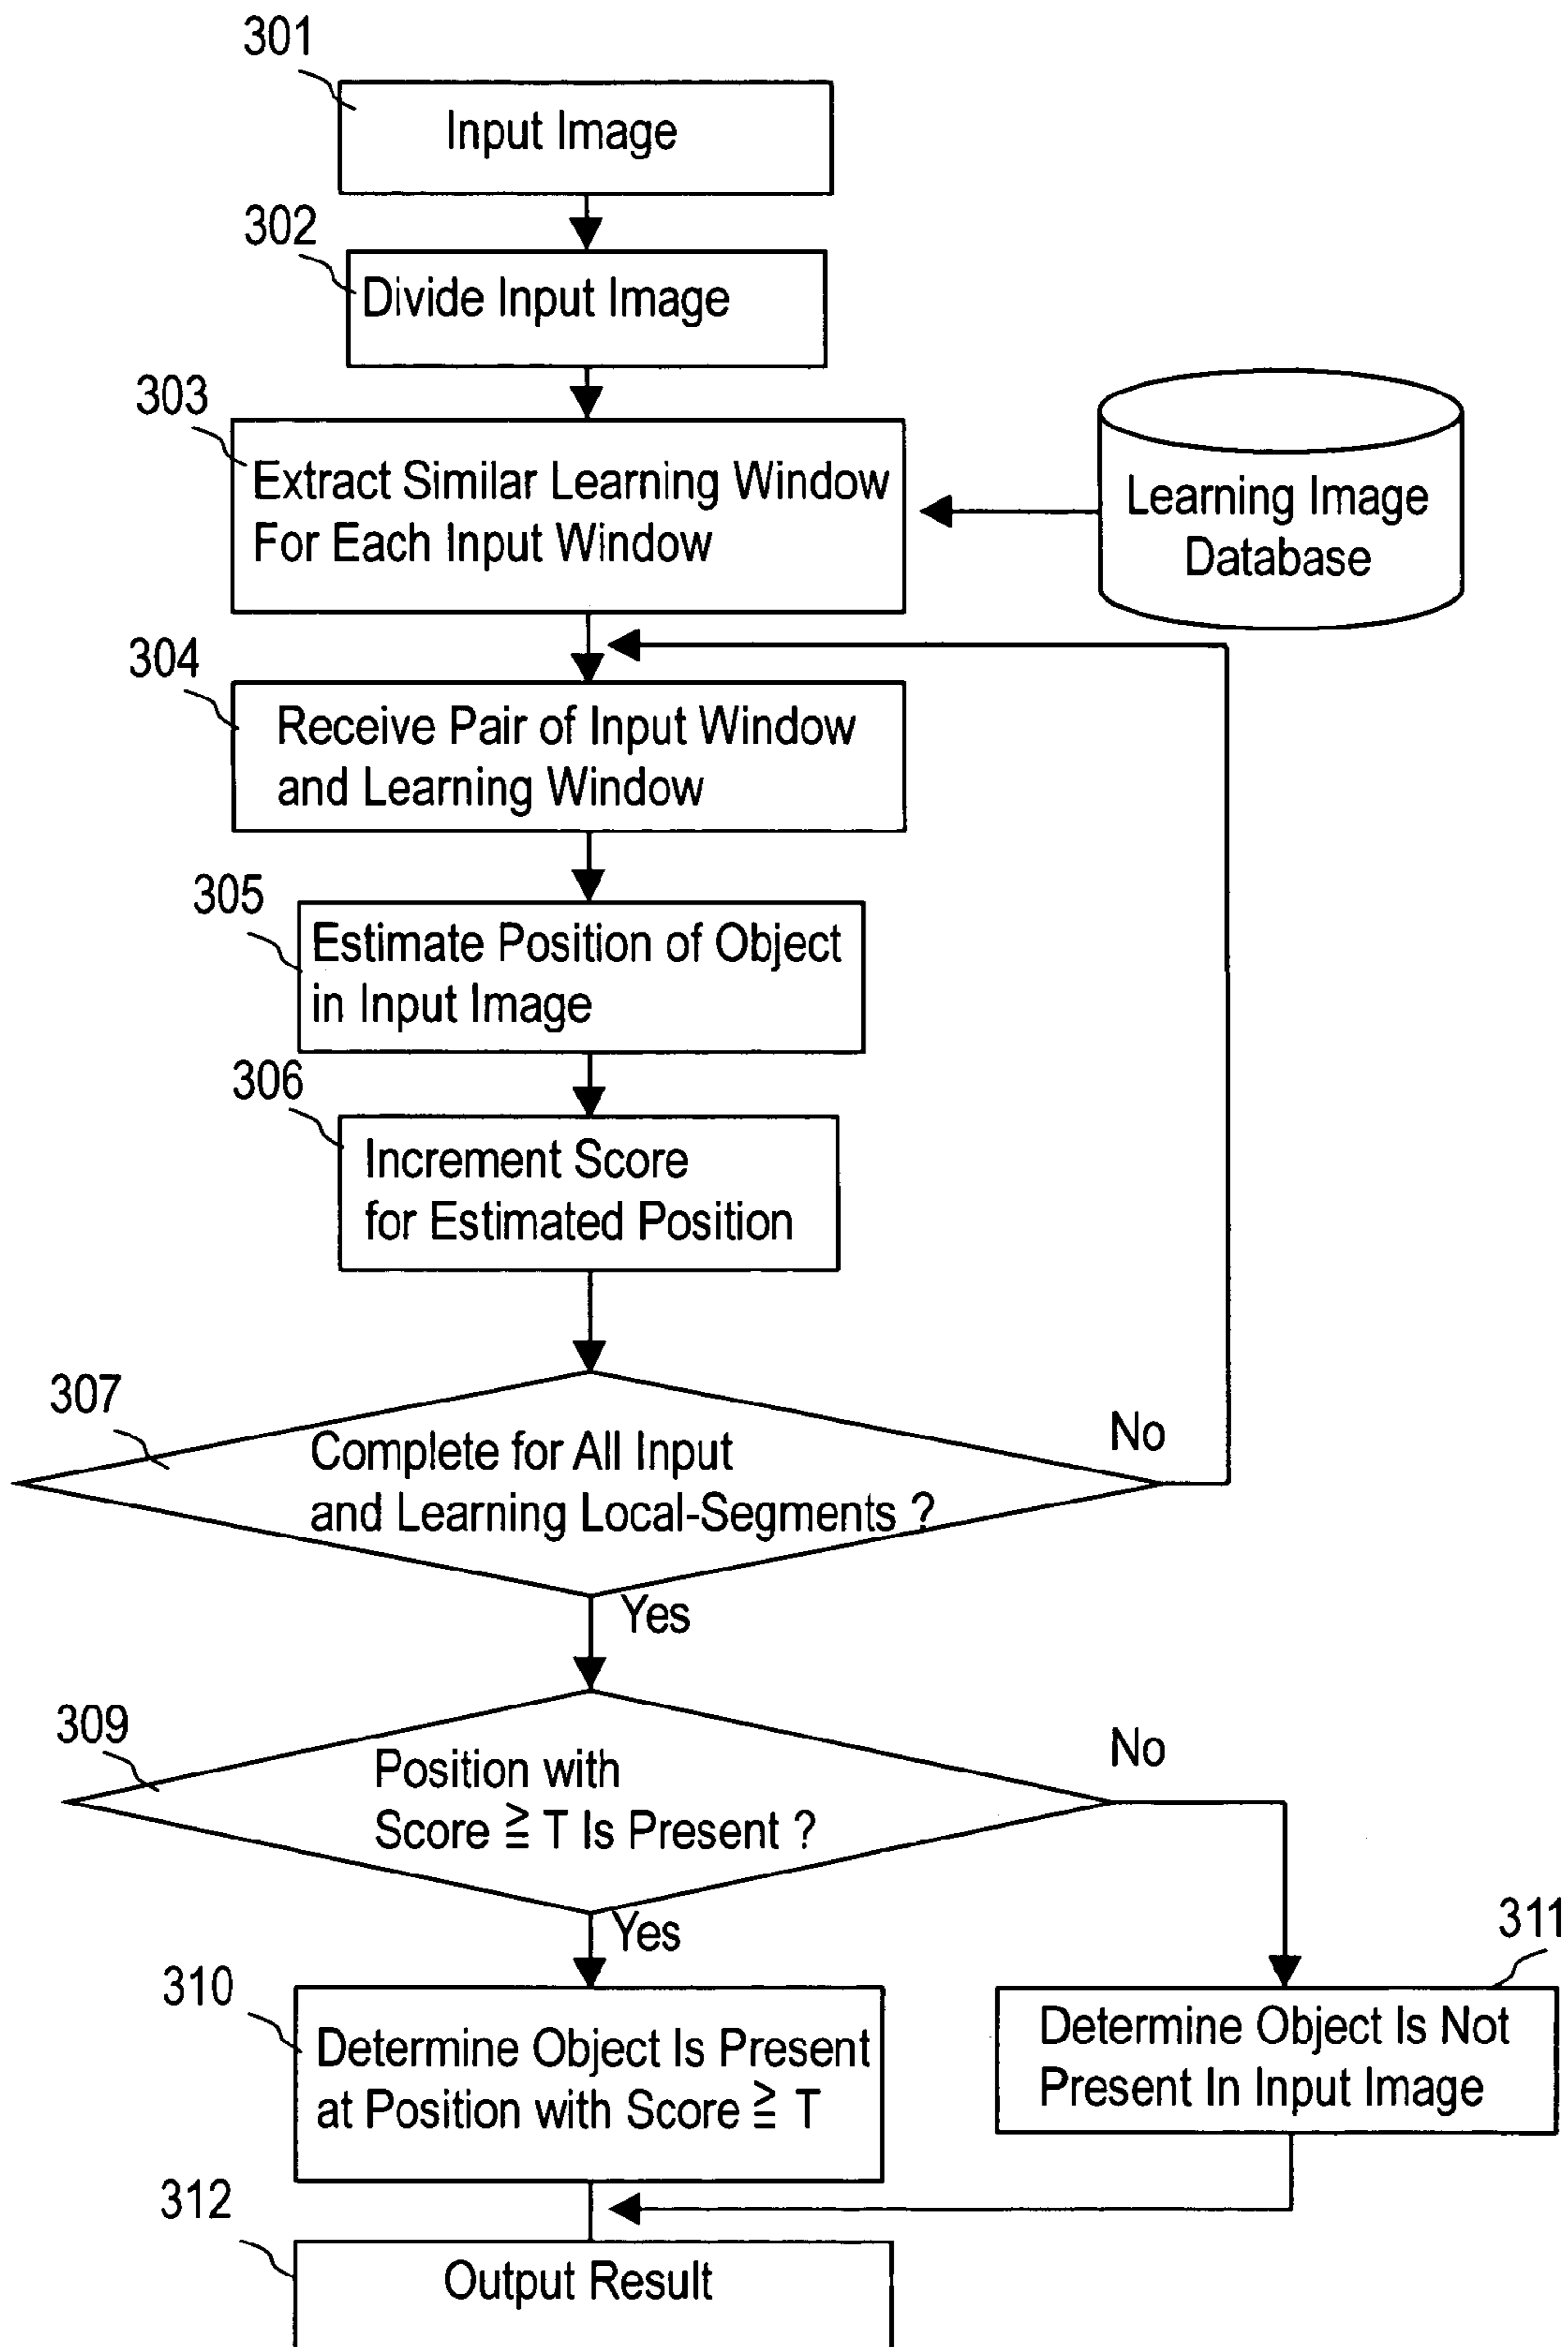 301
Input Image
302
Divide Input Image
303
Extract Similar Learning Window
For Each Input Window
Learning Image
Database
304
Receive Pair of Input Window
and Learning Window
305
Estimate Position of Object
in Input Image
306
Increment Score
for Estimated Position
307
Complete for All Input
and Learning Local-Segments ?
No
Yes
309
Position with
Score ≧ T Is Present ?
No
Yes
310
Determine Object Is Present
at Position with Score ≧ T
311
Determine Object Is Not
Present In Input Image
312
Output Result